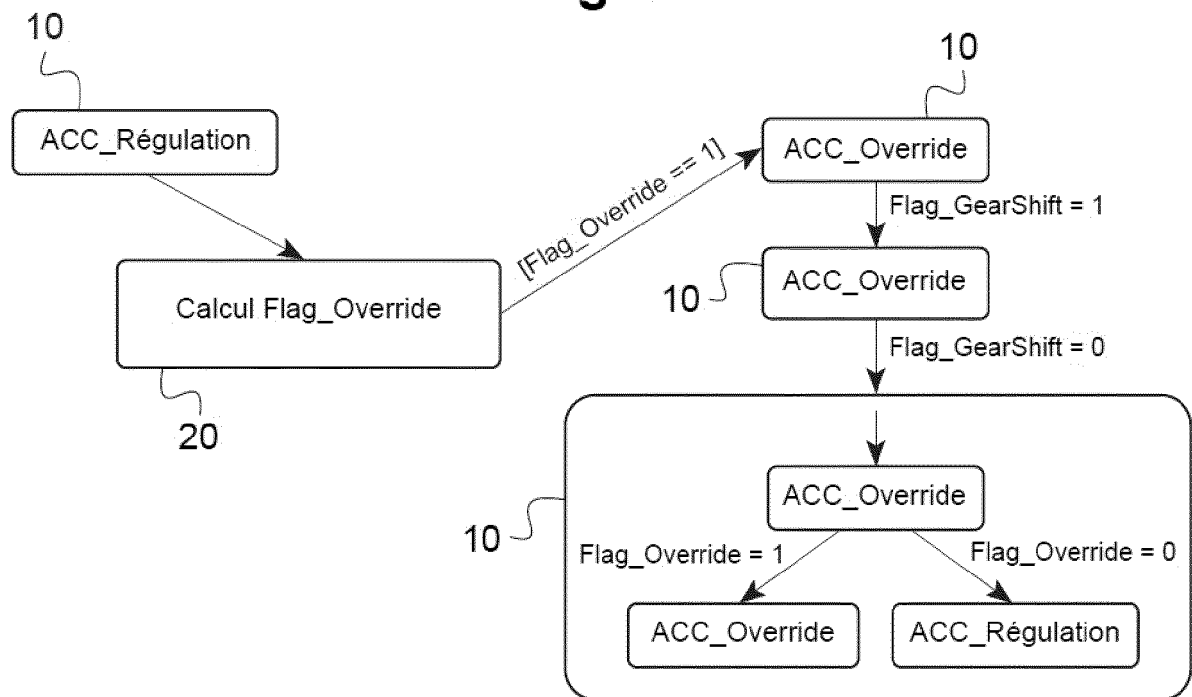 10
ACC_Régulation
Calcul Flag_Override
20
[Flag_Override == 1]
10
ACC_Override
Flag_GearShift = 1
10
ACC_Override
Flag_GearShift = 0
10
ACC_Override
Flag_Override = 1
Flag_Override = 0
ACC_Override
ACC_Régulation